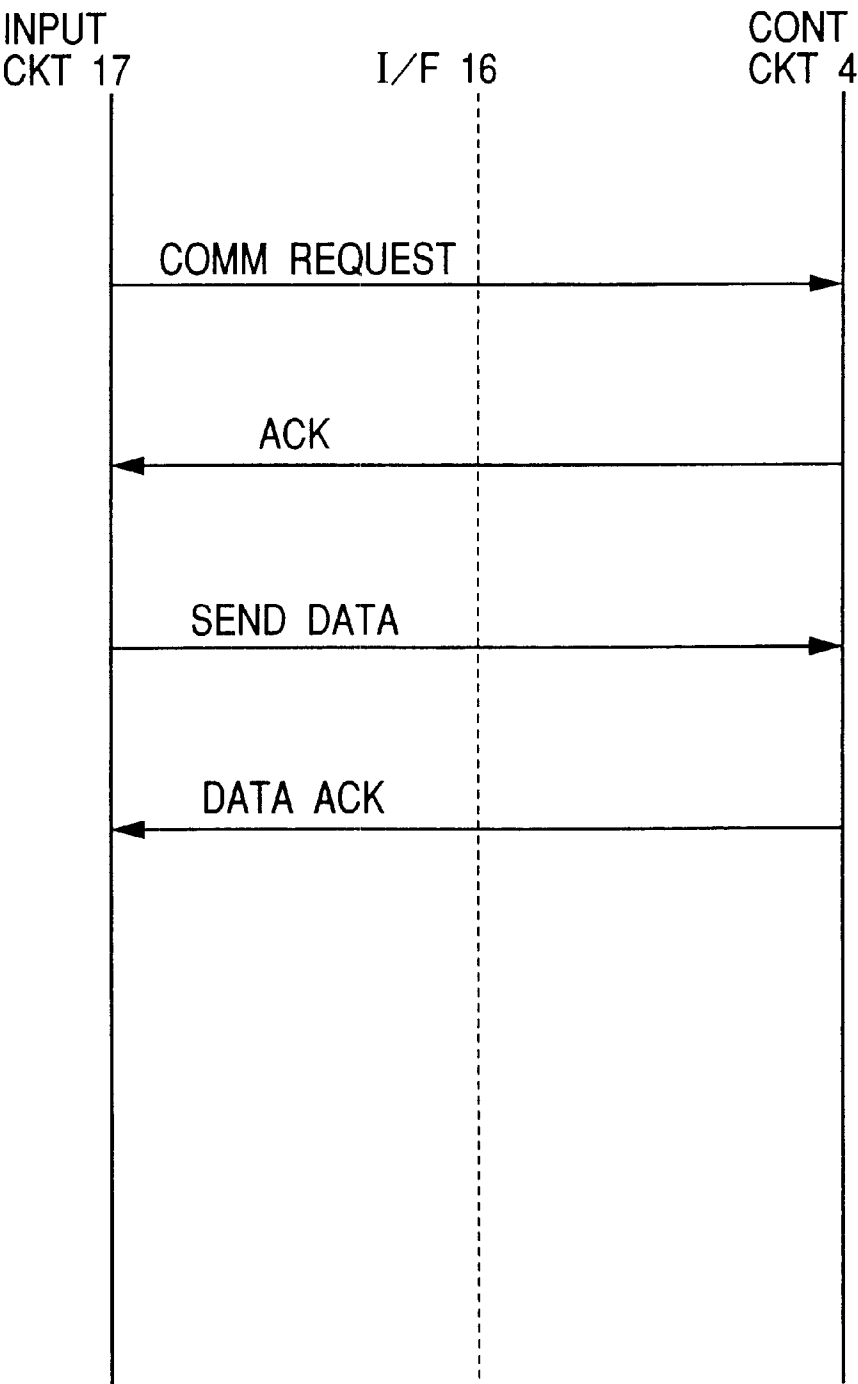 INPUT
CKT 17
I/F 16
CONT
CKT 4
COMM REQUEST
ACK
SEND DATA
DATA ACK